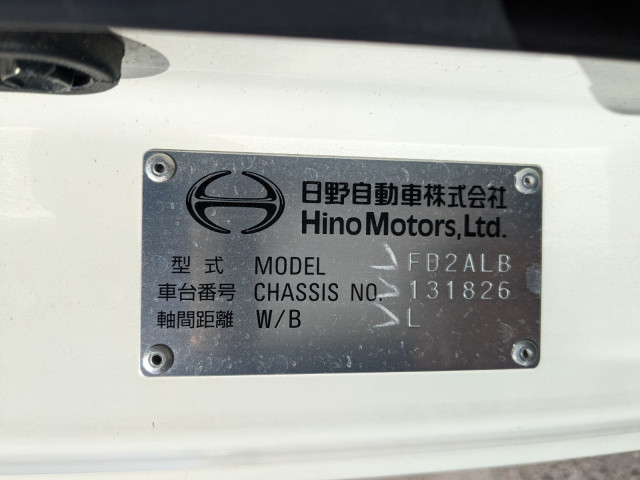 日野自動車株式会社
Hino Motors, Ltd.
型式 MODEL FD2ALB
車台番号 CHASSIS NO. 131826
軸間距離 W/B L